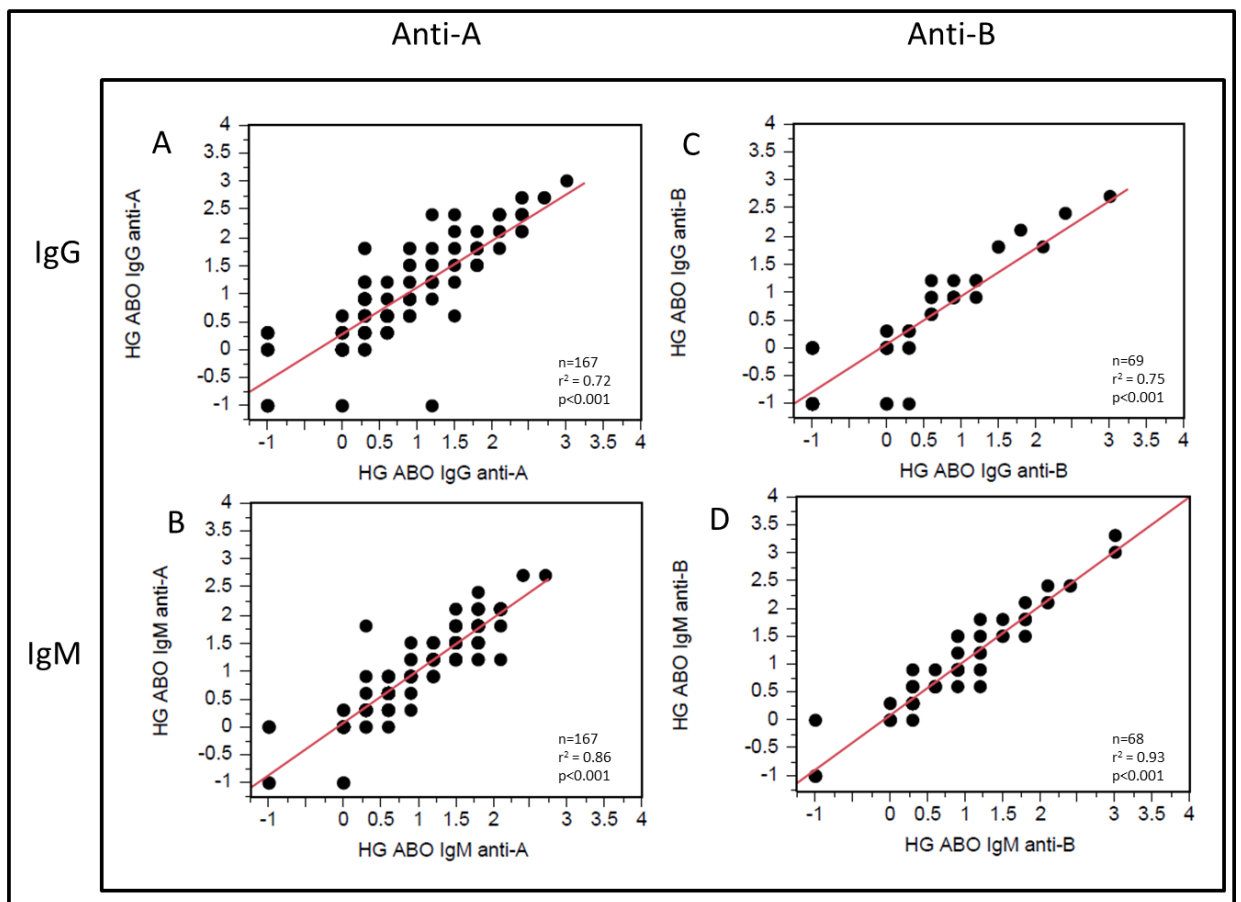 Anti-A
Anti-B
IgG
IgM
A
4
3.5
3
2.5
2
1.5
1
0.5
0
-0.5
-1
HG ABO IgG anti-A
n=167
r² = 0.72
p<0.001
-1 0 0.5 1 1.5 2 2.5 3 3.5 4
HG ABO IgG anti-A
C
4
3.5
3
2.5
2
1.5
1
0.5
0
-0.5
-1
HG ABO IgG anti-B
n=69
r² = 0.75
p<0.001
-1 0 0.5 1 1.5 2 2.5 3 3.5 4
HG ABO IgG anti-B
B
4
3.5
3
2.5
2
1.5
1
0.5
0
-0.5
-1
HG ABO IgM anti-A
n=167
r² = 0.86
p<0.001
-1 0 0.5 1 1.5 2 2.5 3 3.5 4
HG ABO IgM anti-A
D
4
3.5
3
2.5
2
1.5
1
0.5
0
-0.5
-1
HG ABO IgM anti-B
n=68
r² = 0.93
p<0.001
-1 0 0.5 1 1.5 2 2.5 3 3.5 4
HG ABO IgM anti-B